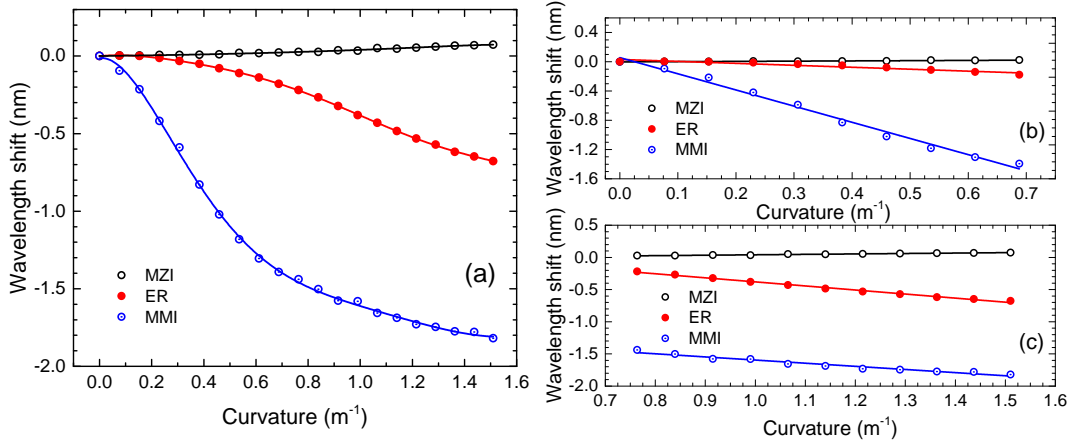 Wavelength shift (nm)
0.0
-0.5
-1.0
-1.5
-2.0
MZI
ER
MMI
(a)
0.0 0.2 0.4 0.6 0.8 1.0 1.2 1.4 1.6
Curvature (m⁻¹)
Wavelength shift (nm)
0.4
0.0
-0.4
-0.8
-1.2
-1.6
MZI
ER
MMI
(b)
0.0 0.1 0.2 0.3 0.4 0.5 0.6 0.7
Curvature (m⁻¹)
Wavelength shift (nm)
0.5
0.0
-0.5
-1.0
-1.5
-2.0
MZI
ER
MMI
(c)
0.7 0.8 0.9 1.0 1.1 1.2 1.3 1.4 1.5 1.6
Curvature (m⁻¹)